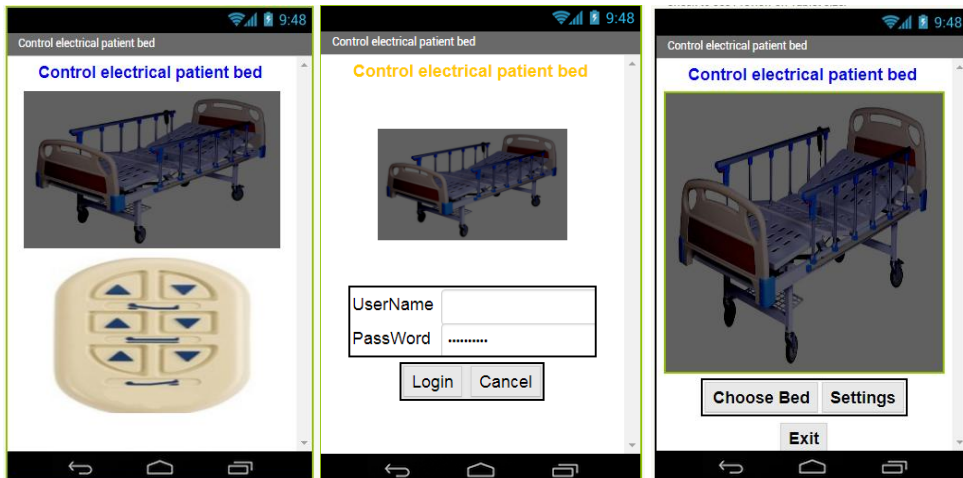 9:48
Control electrical patient bed
Control electrical patient bed
9:48
Control electrical patient bed
Control electrical patient bed
UserName
PassWord ··········
Login Cancel
9:48
Control electrical patient bed
Control electrical patient bed
Choose Bed Settings
Exit